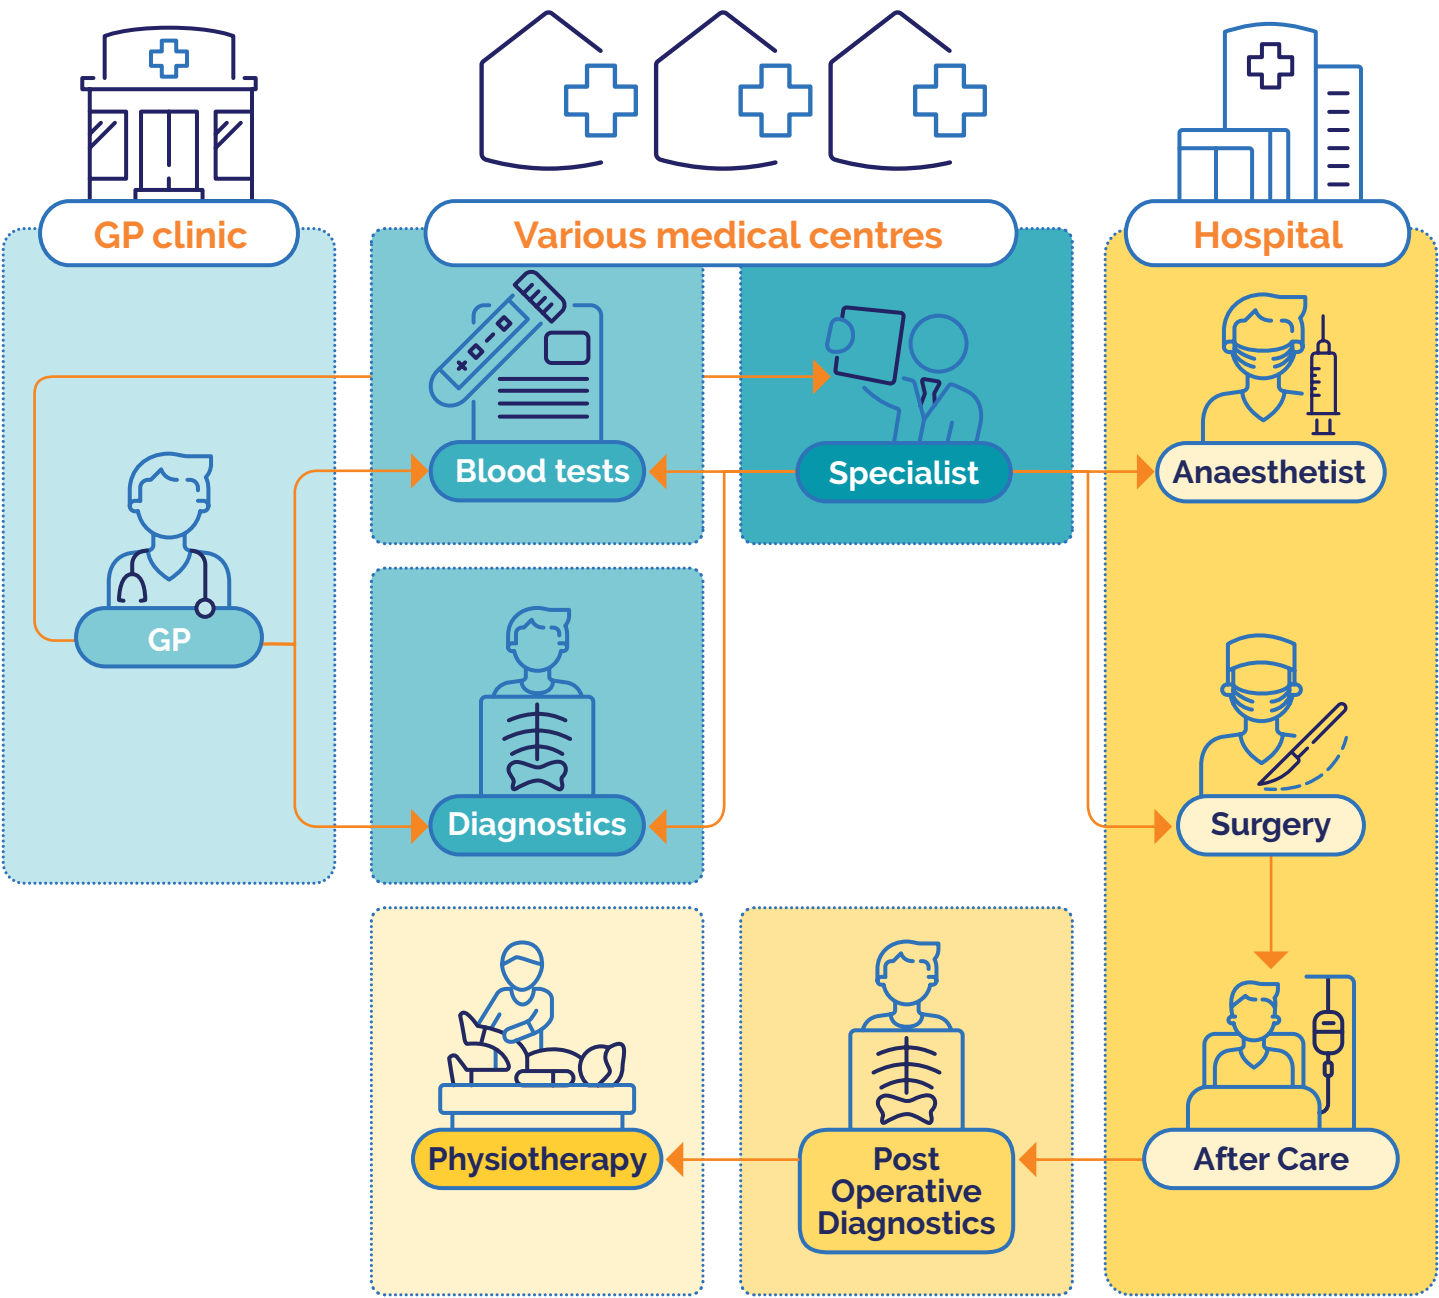 GP clinic
Various medical centres
Hospital
Blood tests
Specialist
Anaesthetist
GP
Diagnostics
Surgery
Physiotherapy
Post
Operative
Diagnostics
After Care